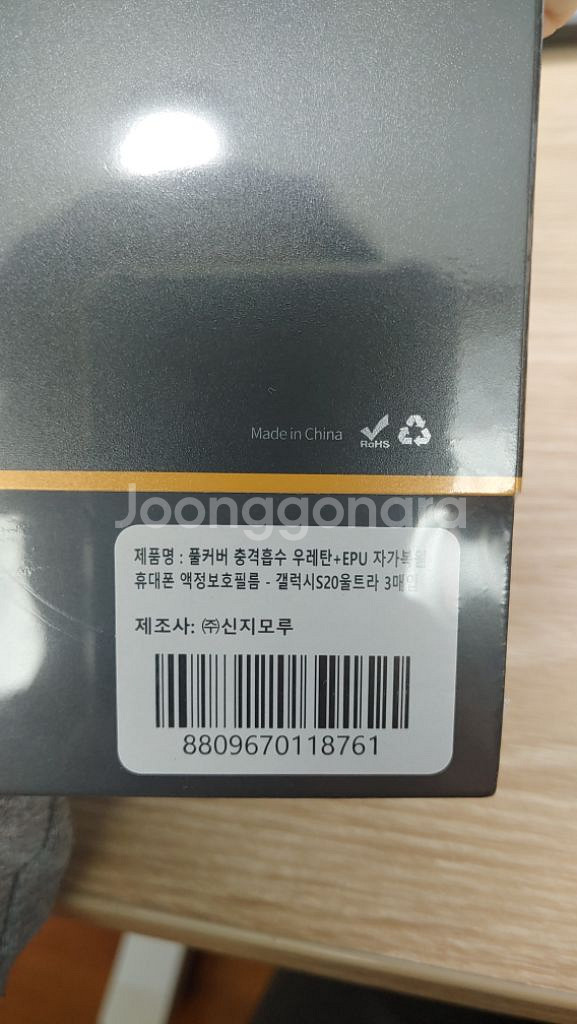 Made in China
RoHS
Joonggonara
제품명 : 풀커버 충격흡수 우레탄+EPU 자가복원
휴대폰 액정보호필름 - 갤럭시S20울트라 3매입
제조사: ㈜신지모루
8809670118761